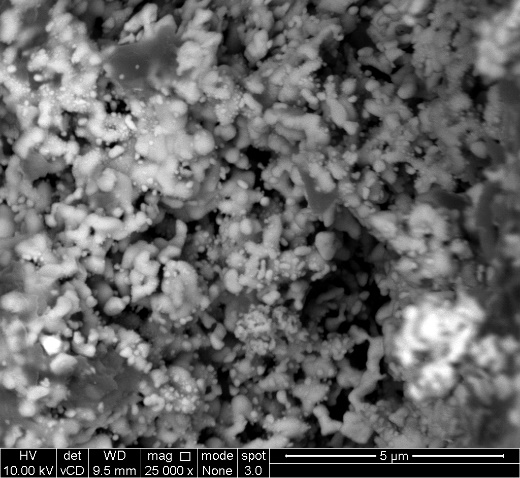 HV det WD mag □ mode spot
10.00 kV vCD 9.5 mm 25 000 x None 3.0
5 µm